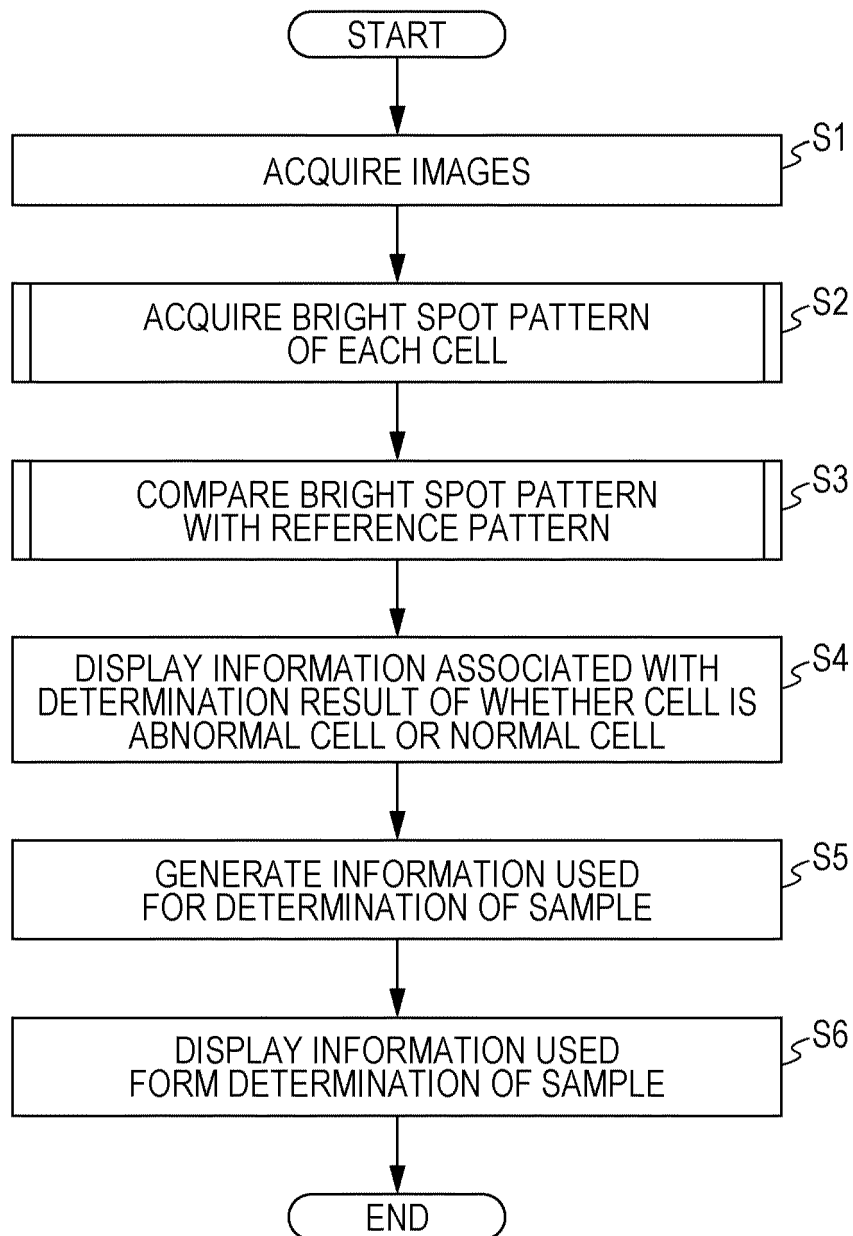 START
S1
ACQUIRE IMAGES
S2
ACQUIRE BRIGHT SPOT PATTERN
OF EACH CELL
S3
COMPARE BRIGHT SPOT PATTERN
WITH REFERENCE PATTERN
S4
DISPLAY INFORMATION ASSOCIATED WITH
DETERMINATION RESULT OF WHETHER CELL IS
ABNORMAL CELL OR NORMAL CELL
S5
GENERATE INFORMATION USED
FOR DETERMINATION OF SAMPLE
S6
DISPLAY INFORMATION USED
FORM DETERMINATION OF SAMPLE
END